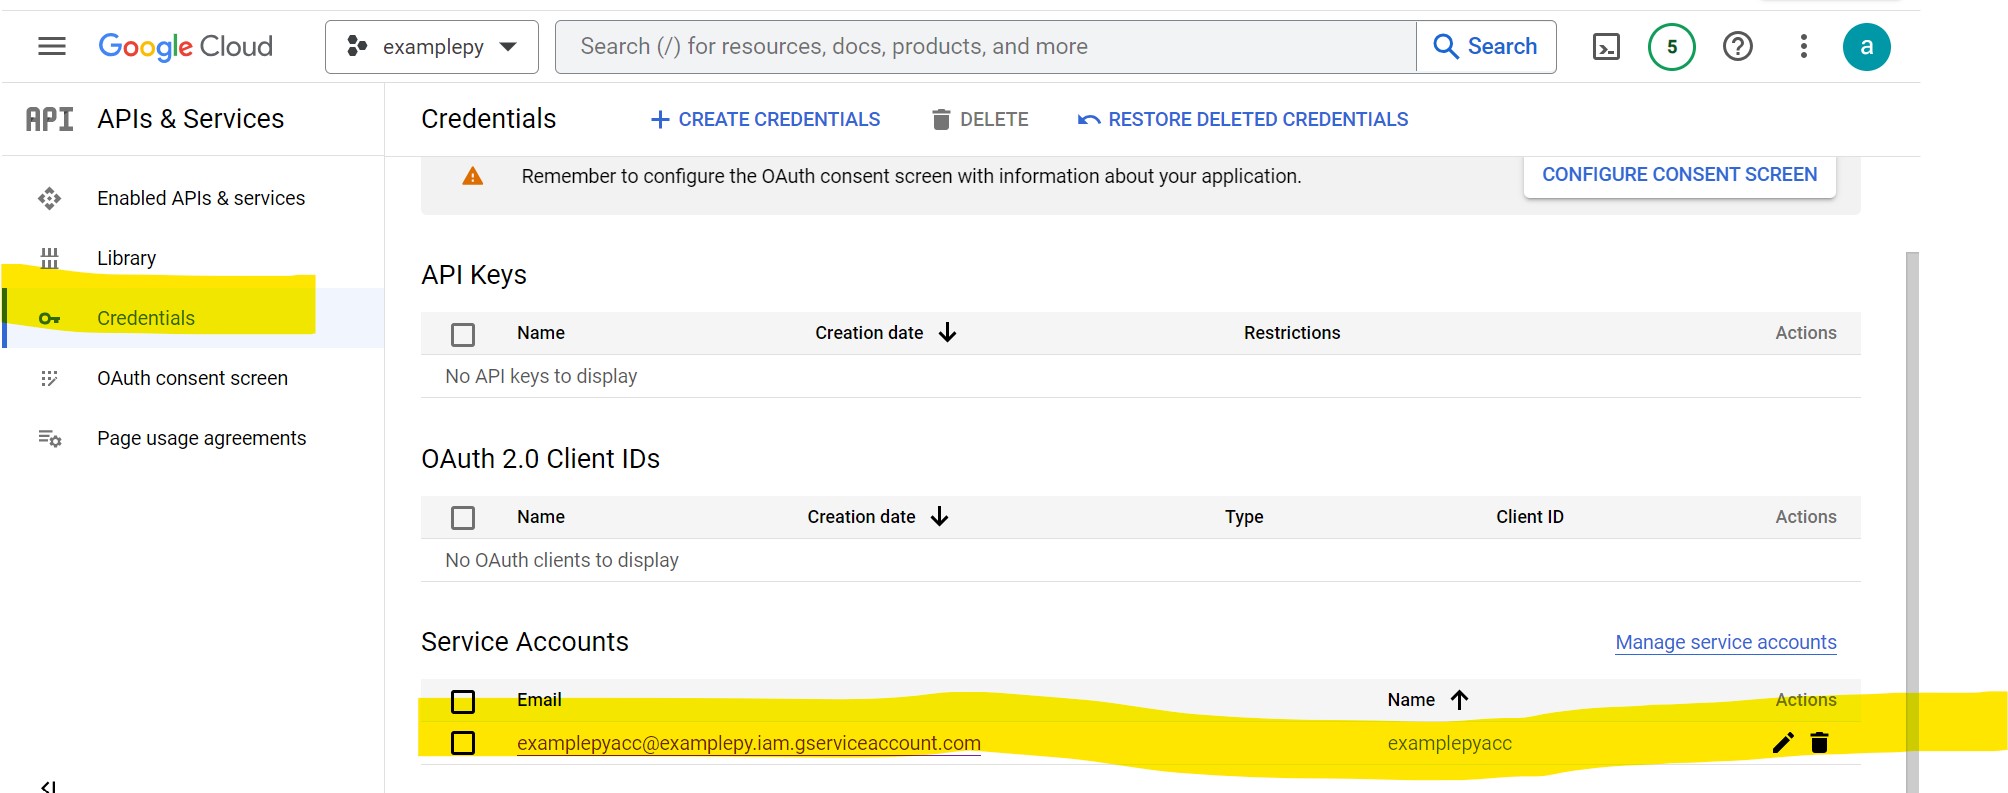 Google Cloud
examplepy
Search (/) for resources, docs, products, and more
Search
5
a
API
APIs & Services
Credentials
CREATE CREDENTIALS
DELETE
RESTORE DELETED CREDENTIALS
Enabled APIs & services
Library
Credentials
OAuth consent screen
Page usage agreements
Remember to configure the OAuth consent screen with information about your application.
CONFIGURE CONSENT SCREEN
API Keys
Name Creation date Restrictions Actions
No API keys to display
OAuth 2.0 Client IDs
Name Creation date Type Client ID Actions
No OAuth clients to display
Service Accounts
Manage service accounts
Email Name Actions
examplepyacc@examplepy.iam.gserviceaccount.com examplepyacc